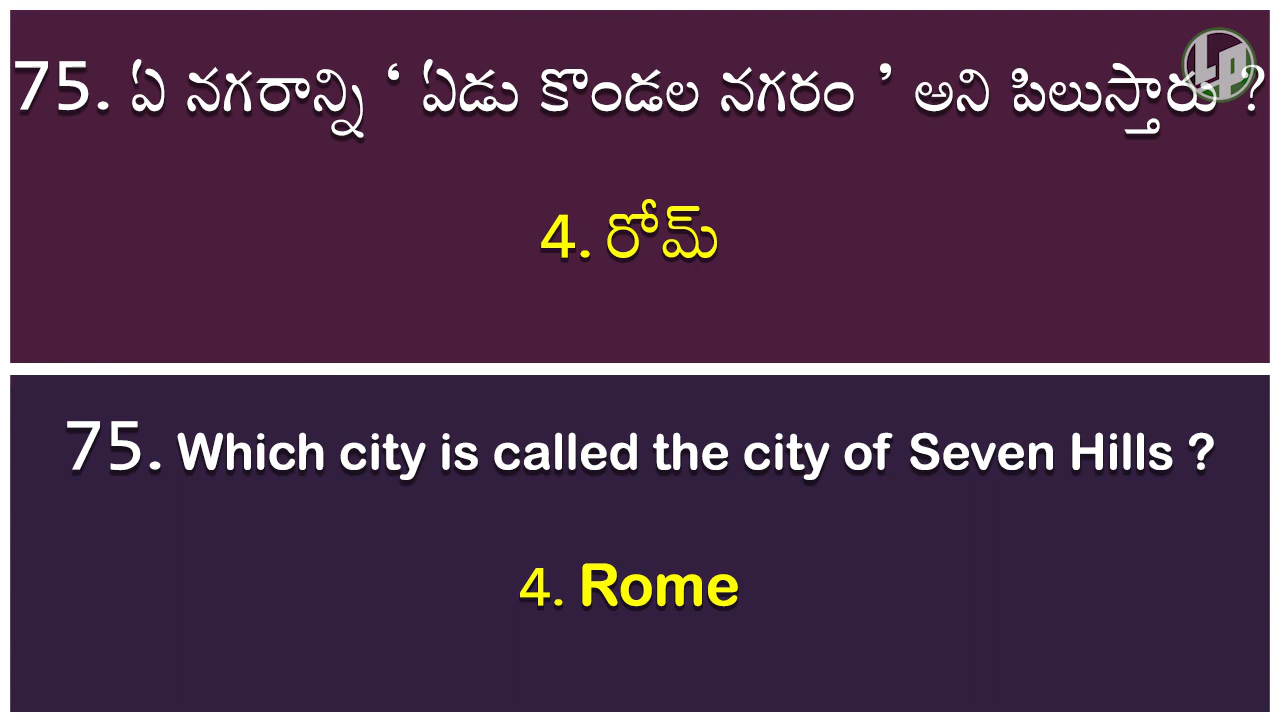 75. ఏ నగరాన్ని ‘ ఏడు కొండల నగరం ’ అని పిలుస్తారు ?
LP
4. రోమ్
75. Which city is called the city of Seven Hills ?
4. Rome